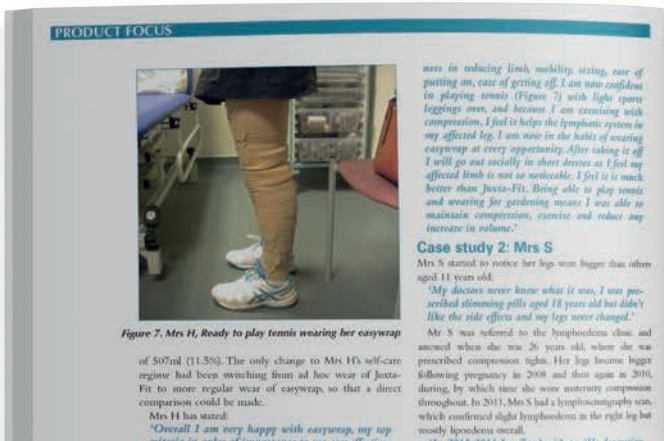 PRODUCT FOCUS
Figure 7. Mrs H, Ready to play tennis wearing her easywrap
of 507ml (11.5%). The only change to Mrs H's self-care
regime had been switching from ad hoc wear of Juxta-
Fit to more regular wear of easywrap, so that a direct
comparison could be made.
Mrs H has stated:
'Overall I am very happy with easywrap, my top
ness in reducing limb, mobility, sizing, ease of
putting on, ease of getting off. I am now confident
in playing tennis (Figure 7) with light sports
leggings over, and because I am exercising with
compression, I feel it helps the lymphatic system in
my affected leg. I am now in the habit of wearing
easywrap at every opportunity. After taking it off
I will go out socially in short dresses as I feel my
affected limb is not so noticeable. I feel it is much
better than Juxta-Fit. Being able to play tennis
and wearing for gardening means I was able to
maintain compression, exercise and reduce any
increase in volume.'
Case study 2: Mrs S
Mrs S started to notice her legs were bigger than others
aged 11 years old:
'My doctors never knew what it was, I was pre-
scribed slimming pills aged 18 years old but didn't
like the side effects and my legs never changed.'
Mr S was referred to the lymphoedema clinic and
assessed when she was 26 years old, where she was
prescribed compression tights. Her legs became bigger
following pregnancy in 2008 and then again in 2010,
during, by which time she wore maternity compression
throughout. In 2011, Mrs S had a lymphoscintigraphy scan,
which confirmed slight lymphoedema in the right leg but
mostly lipoedema overall.